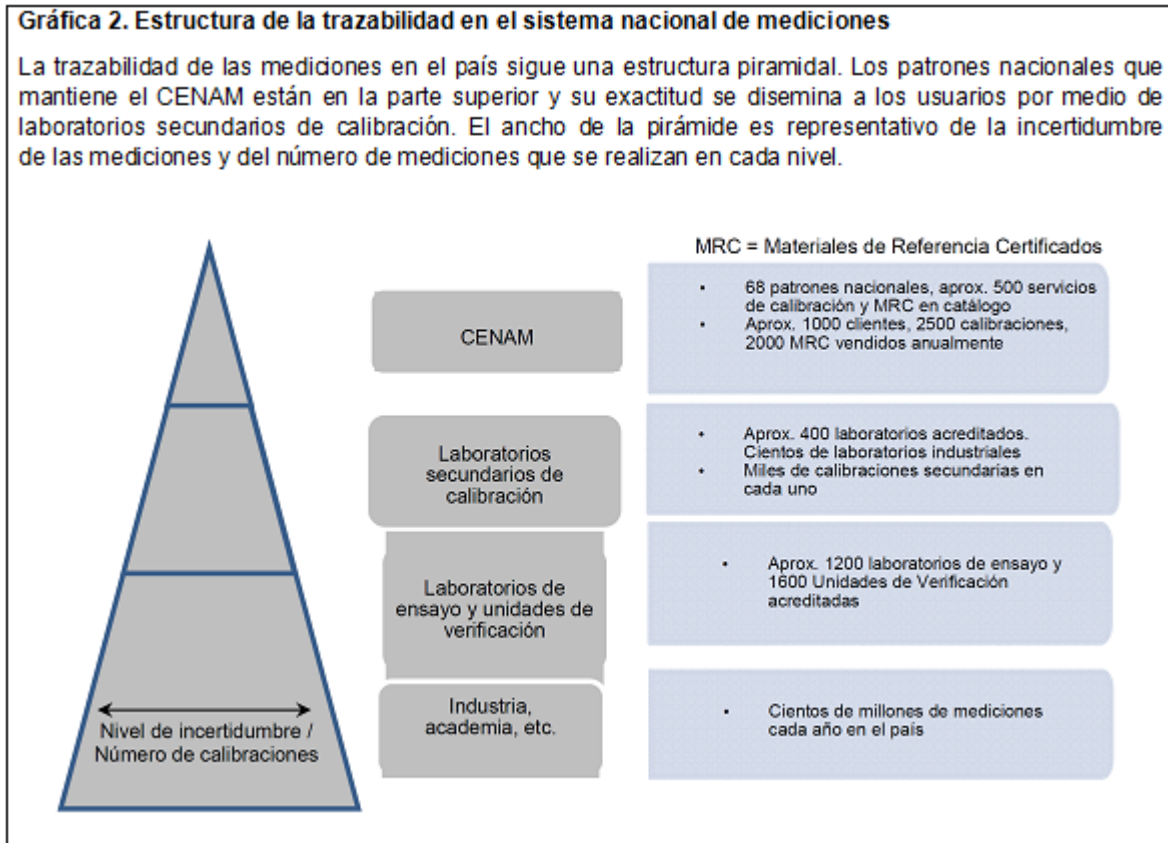 Gráfica 2. Estructura de la trazabilidad en el sistema nacional de mediciones
La trazabilidad de las mediciones en el país sigue una estructura piramidal. Los patrones nacionales que
mantiene el CENAM están en la parte superior y su exactitud se disemina a los usuarios por medio de
laboratorios secundarios de calibración. El ancho de la pirámide es representativo de la incertidumbre
de las mediciones y del número de mediciones que se realizan en cada nivel.
MRC = Materiales de Referencia Certificados
CENAM
• 68 patrones nacionales, aprox. 500 servicios
de calibración y MRC en catálogo
• Aprox. 1000 clientes, 2500 calibraciones,
2000 MRC vendidos anualmente
Laboratorios
secundarios de
calibración
• Aprox. 400 laboratorios acreditados.
Cientos de laboratorios industriales
• Miles de calibraciones secundarias en
cada uno
Laboratorios de
ensayo y unidades de
verificación
• Aprox. 1200 laboratorios de ensayo y
1600 Unidades de Verificación
acreditadas
Industria,
academia, etc.
• Cientos de millones de mediciones
cada año en el país
Nivel de incertidumbre /
Número de calibraciones